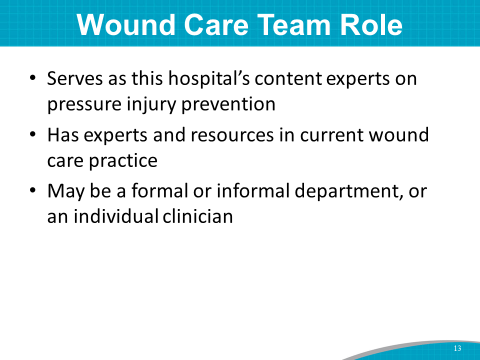 Wound Care Team Role
• Serves as this hospital’s content experts on
pressure injury prevention
• Has experts and resources in current wound
care practice
• May be a formal or informal department, or
an individual clinician
13